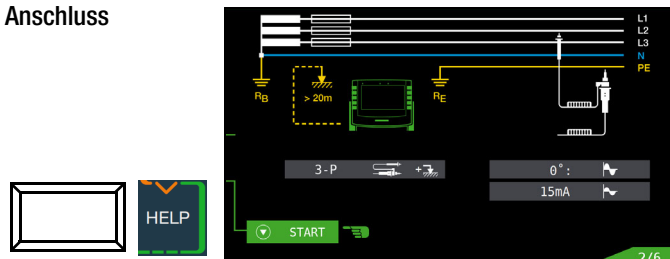 Anschluss
L1
L2
L3
N
PE
RB
> 20m
RE
3-P +
0°:
15mA
HELP
START
2/6